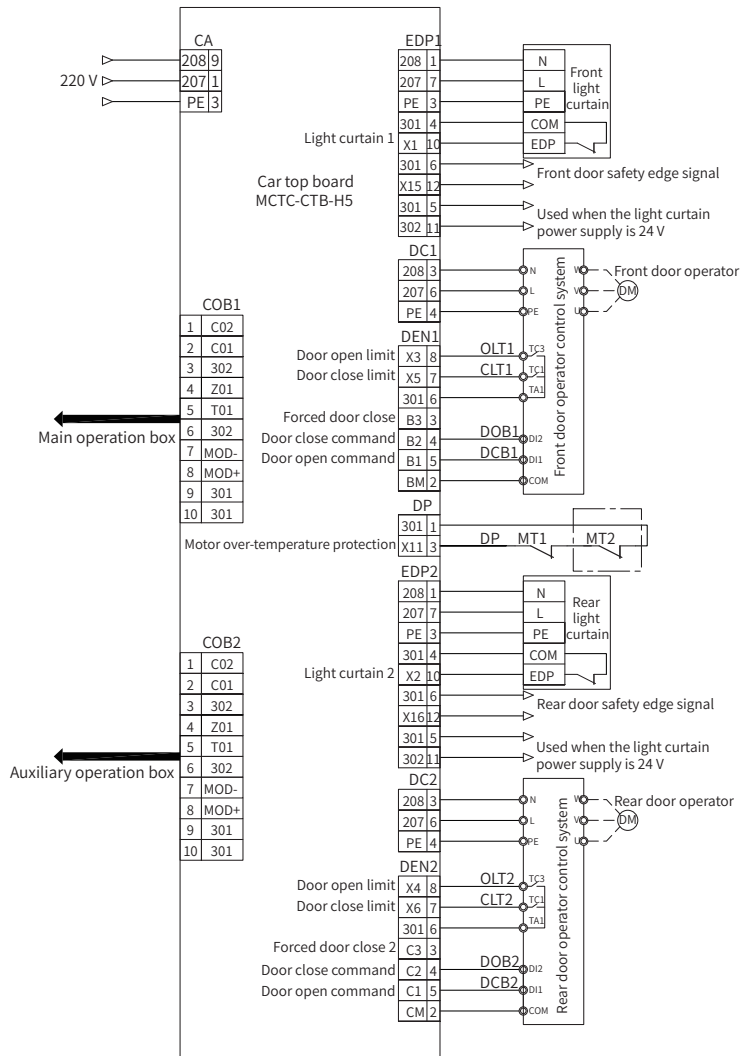 CA
208 9
207 1
PE 3
220 V
Car top board
MCTC-CTB-H5
COB1
1 C02
2 C01
3 302
4 Z01
5 T01
6 302
7 MOD-
8 MOD+
9 301
10 301
Main operation box
COB2
1 C02
2 C01
3 302
4 Z01
5 T01
6 302
7 MOD-
8 MOD+
9 301
10 301
Auxiliary operation box
EDP1
208 1
207 7
PE 3
301 4
Light curtain 1 X1 10
301 6
X15 12
301 5
302 11
N
L
PE
COM
EDP
Front
light
curtain
Front door safety edge signal
Used when the light curtain
power supply is 24 V
DC1
208 3
207 6
PE 4
DEN1
Door open limit X3 8 OLT1
Door close limit X5 7 CLT1
301 6
Forced door close B3 3
Door close command B2 4 DOB1
Door open command B1 5 DCB1
BM 2
N
L
PE
TC3
TC1
TA1
DI2
DI1
COM
Front door operator control system
W
V
U
DM
Front door operator
DP
301 1
Motor over-temperature protection X11 3 DP MT1 MT2
EDP2
208 1
207 7
PE 3
301 4
Light curtain 2 X2 10
301 6
X16 12
301 5
302 11
N
L
PE
COM
EDP
Rear
light
curtain
Rear door safety edge signal
Used when the light curtain
power supply is 24 V
DC2
208 3
207 6
PE 4
DEN2
Door open limit X4 8 OLT2
Door close limit X6 7 CLT2
301 6
Forced door close 2 C3 3
Door close command C2 4 DOB2
Door open command C1 5 DCB2
CM 2
N
L
PE
TC3
TC1
TA1
DI2
DI1
COM
Rear door operator control system
W
V
U
DM
Rear door operator